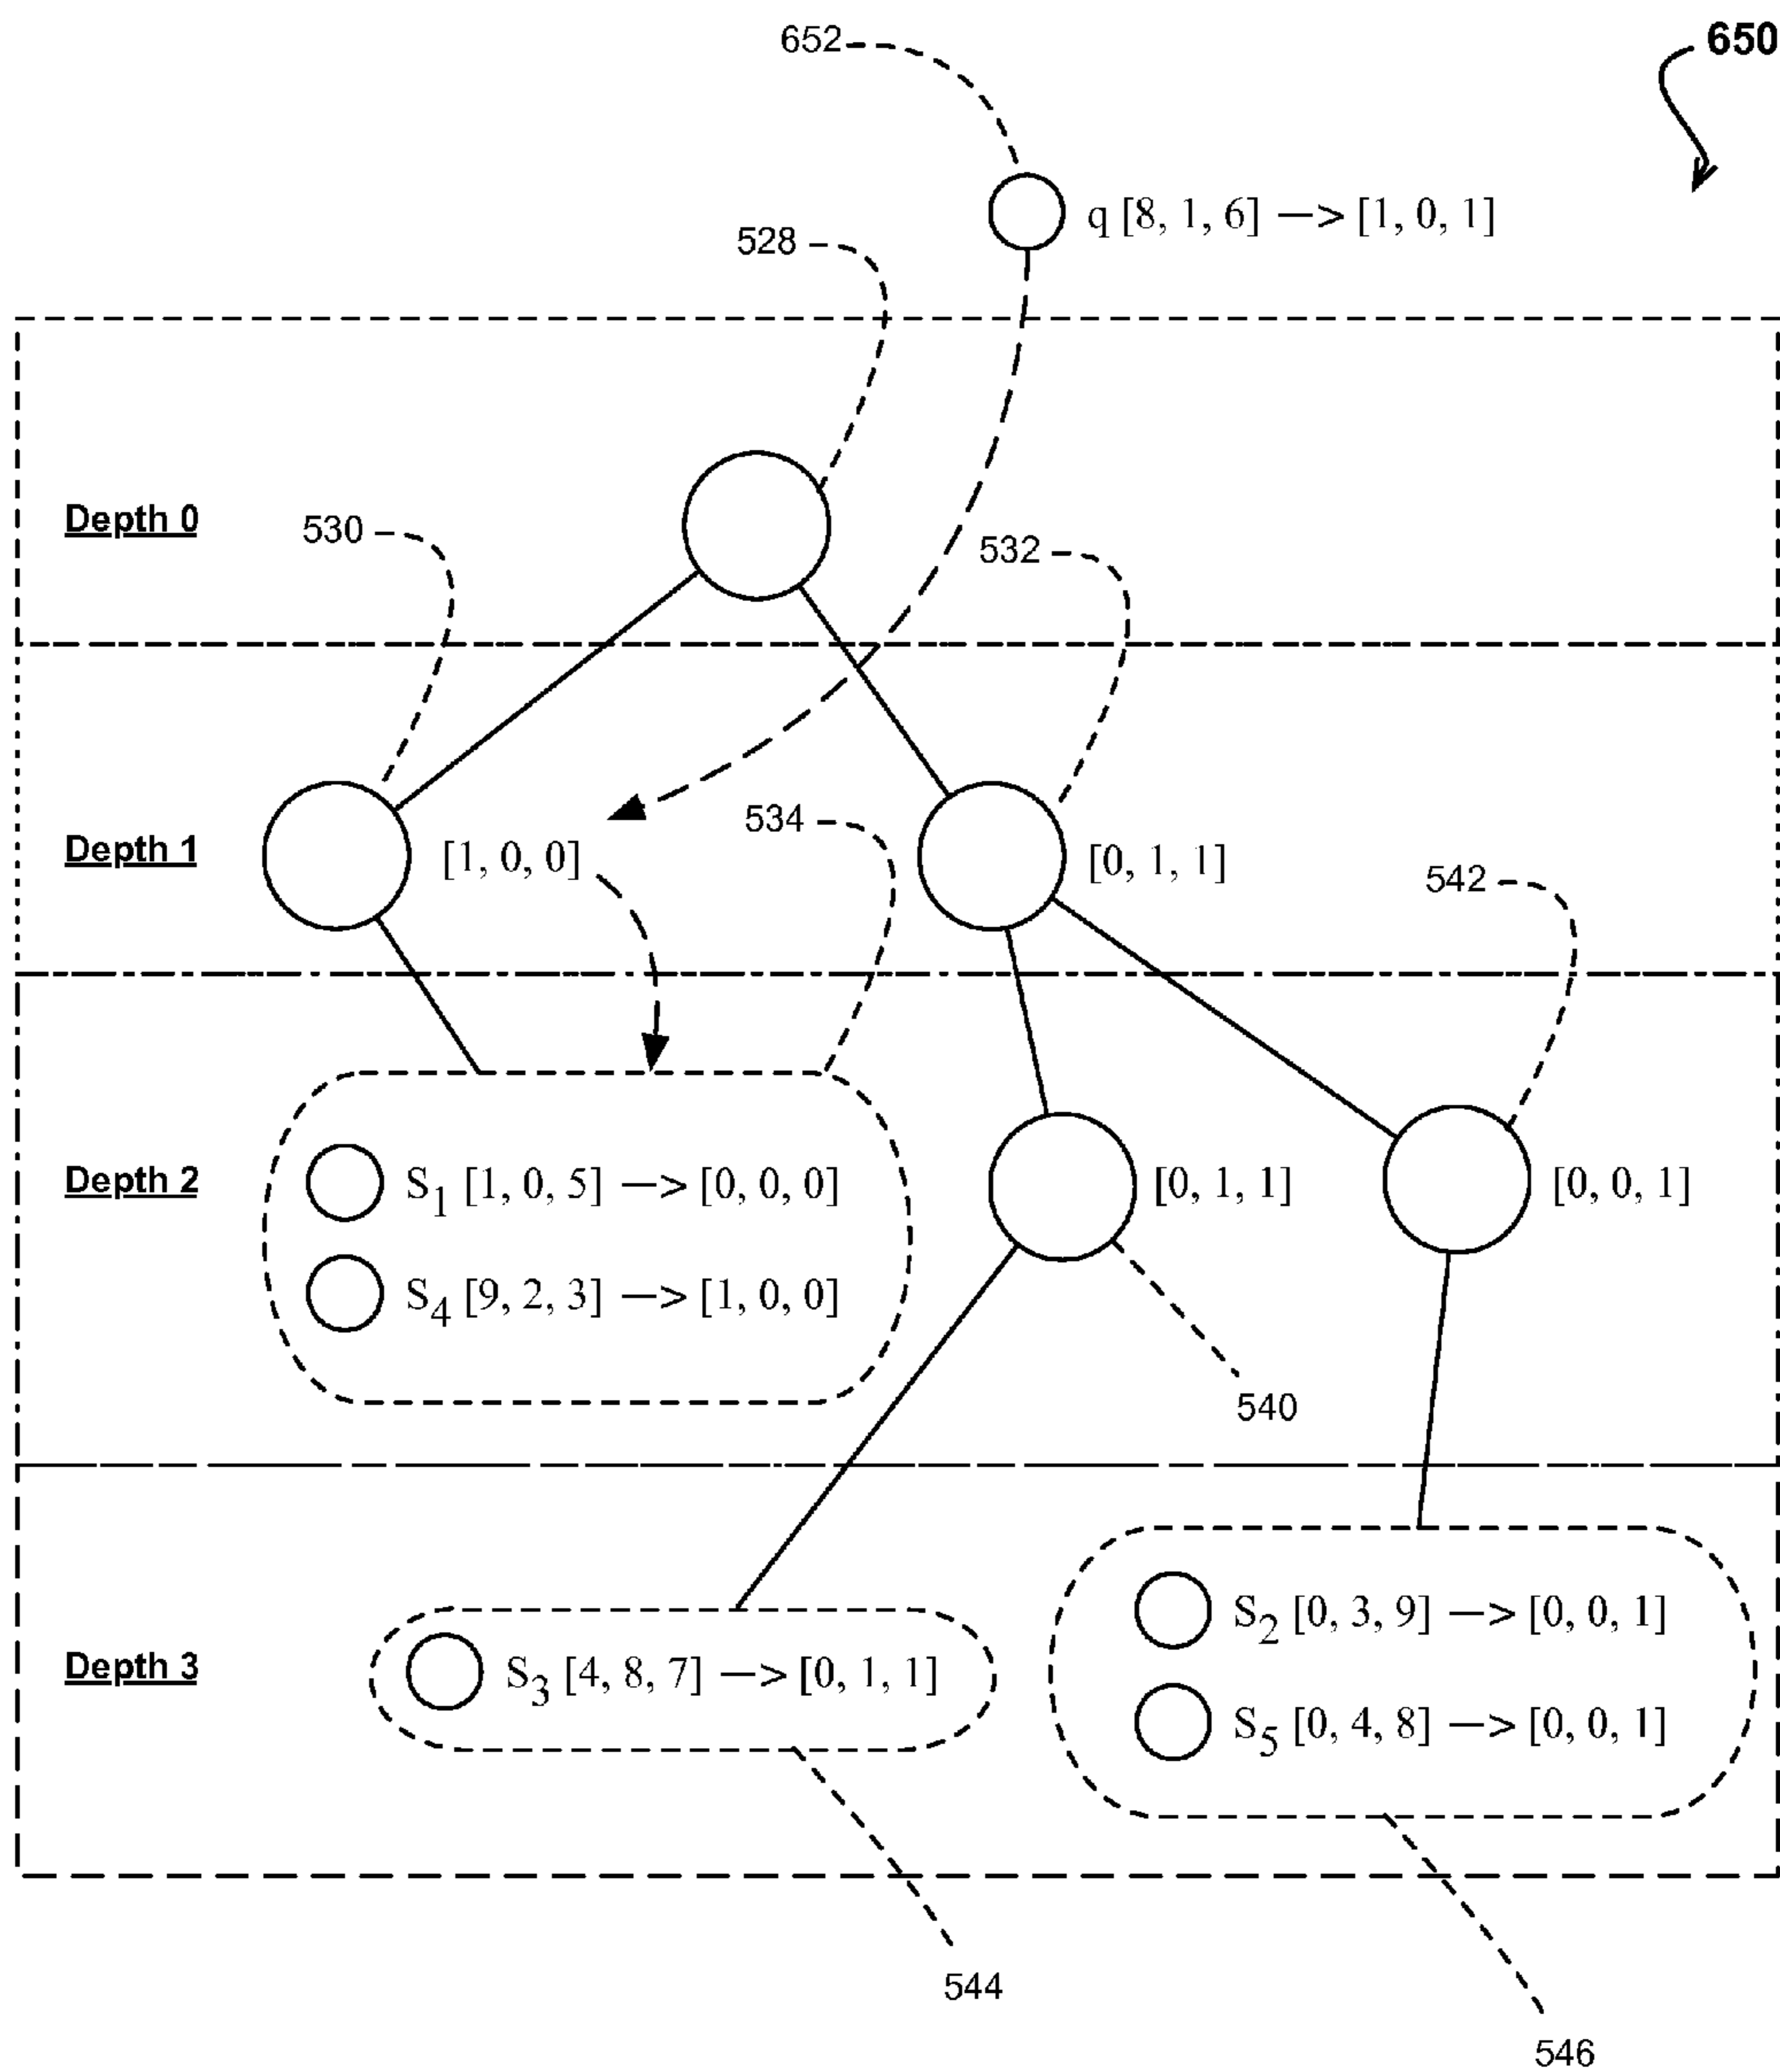 652
650
q [8, 1, 6] —> [1, 0, 1]
528
Depth 0
530
532
534
Depth 1
[1, 0, 0]
[0, 1, 1]
542
Depth 2
S1 [1, 0, 5] —> [0, 0, 0]
[0, 1, 1]
[0, 0, 1]
S4 [9, 2, 3] —> [1, 0, 0]
540
S2 [0, 3, 9] —> [0, 0, 1]
Depth 3
S3 [4, 8, 7] —> [0, 1, 1]
S5 [0, 4, 8] —> [0, 0, 1]
544
546